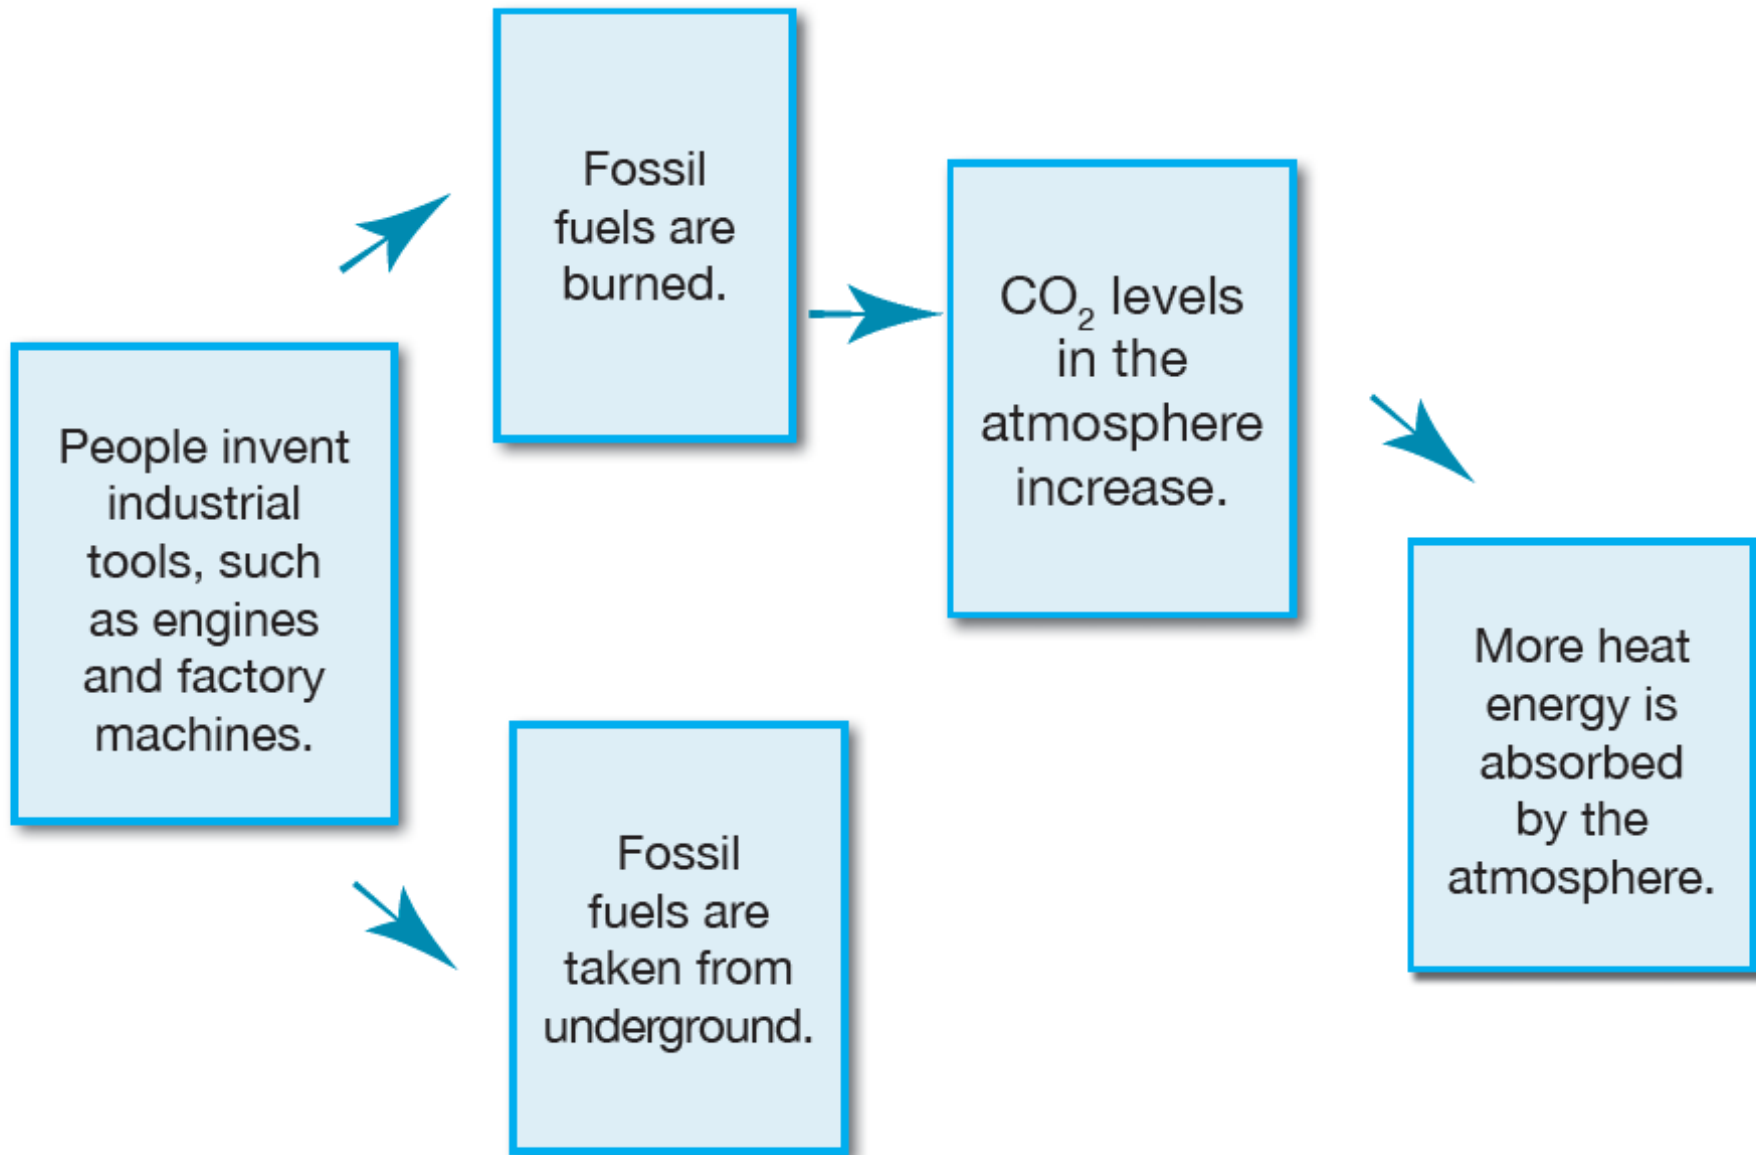 People invent
industrial
tools, such
as engines
and factory
machines.
Fossil
fuels are
burned.
Fossil
fuels are
taken from
underground.
CO₂ levels
in the
atmosphere
increase.
More heat
energy is
absorbed
by the
atmosphere.